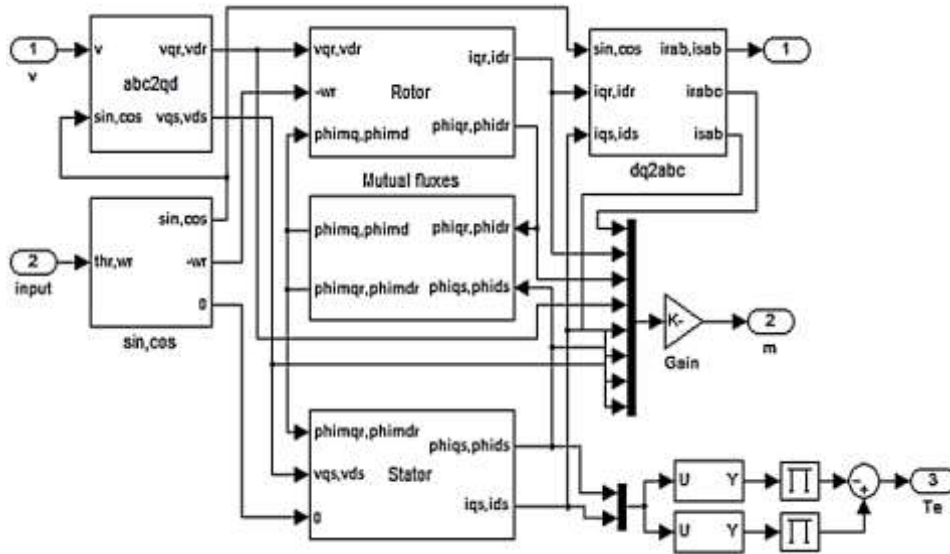 1
v
v
vqr,vdr
abc2qd
sin,cos
vqs,vds
vqr,vdr
iqr,idr
-wr
Rotor
phimq,phimd
phiqr,phidr
sin,cos
irab,isab
iqr,idr
irabc
iqs,ids
isab
dq2abc
1
Mutual fluxes
phimq,phimd
phiqr,phidr
phimqr,phimdr
phiqs,phids
2
input
thr,wr
sin,cos
-wr
0
sin,cos
K-
Gain
2
m
phimqr,phimdr
phiqs,phids
vqs,vds
Stator
0
iqs,ids
U Y
U Y
-
+
3
Te